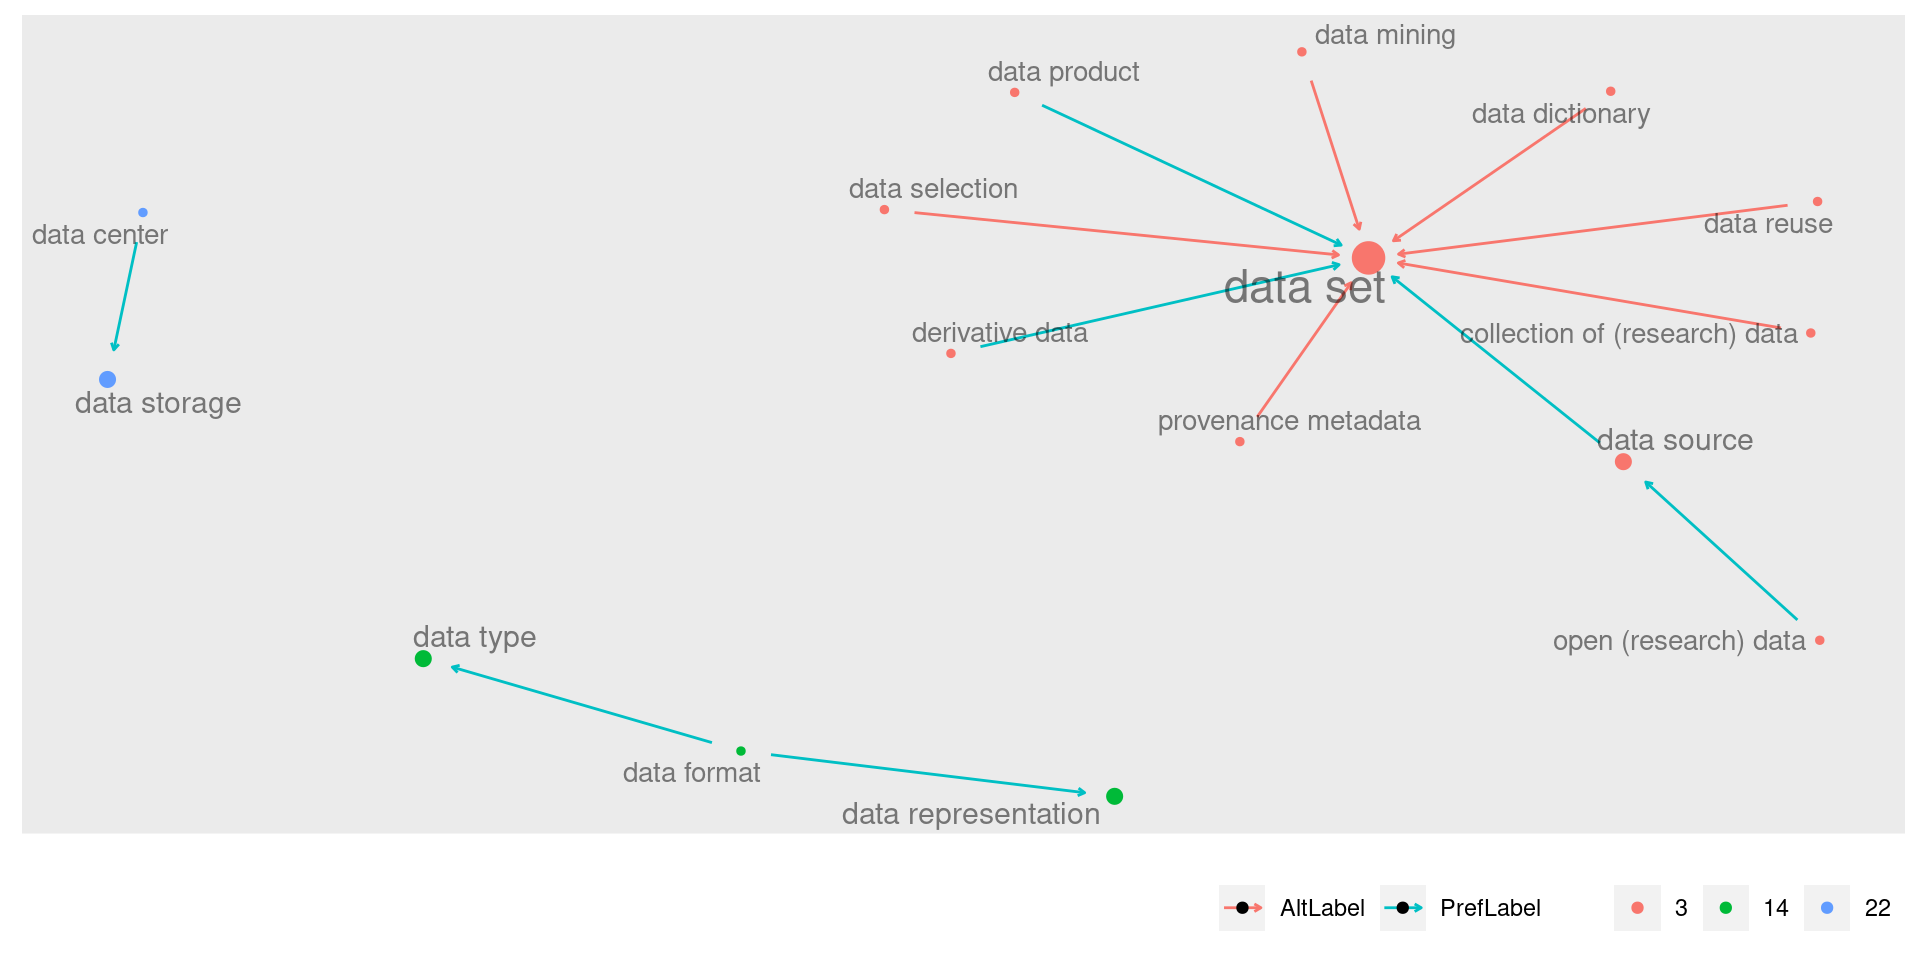 data mining
data product
data dictionary
data selection
data reuse
data center
data set
derivative data
collection of (research) data
data storage
provenance metadata
data source
data type
open (research) data
data format
data representation
AltLabel
PrefLabel
3
14
22